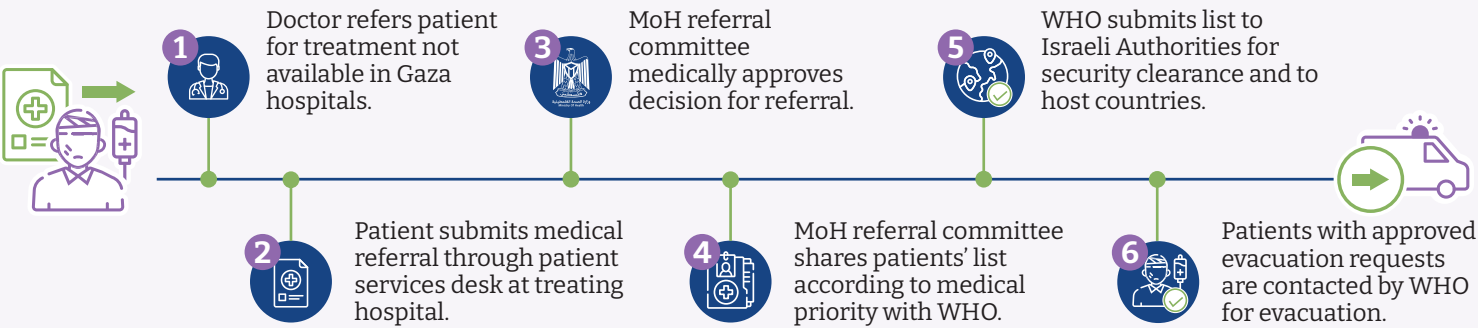 1
Doctor refers patient
for treatment not
available in Gaza
hospitals.
2
Patient submits medical
referral through patient
services desk at treating
hospital.
3
MoH referral
committee
medically approves
decision for referral.
4
MoH referral committee
shares patients’ list
according to medical
priority with WHO.
5
WHO submits list to
Israeli Authorities for
security clearance and to
host countries.
6
Patients with approved
evacuation requests
are contacted by WHO
for evacuation.